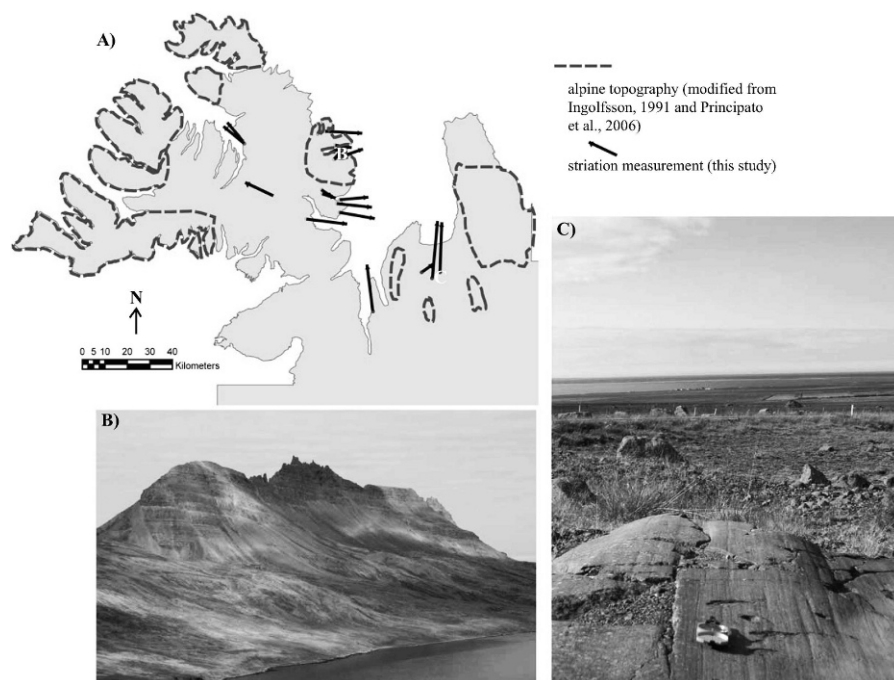 A)
alpine topography (modified from
Ingolfsson, 1991 and Principato
et al., 2006)
striation measurement (this study)
B
C
N
0 5 10 20 30 40
Kilometers
B)
C)